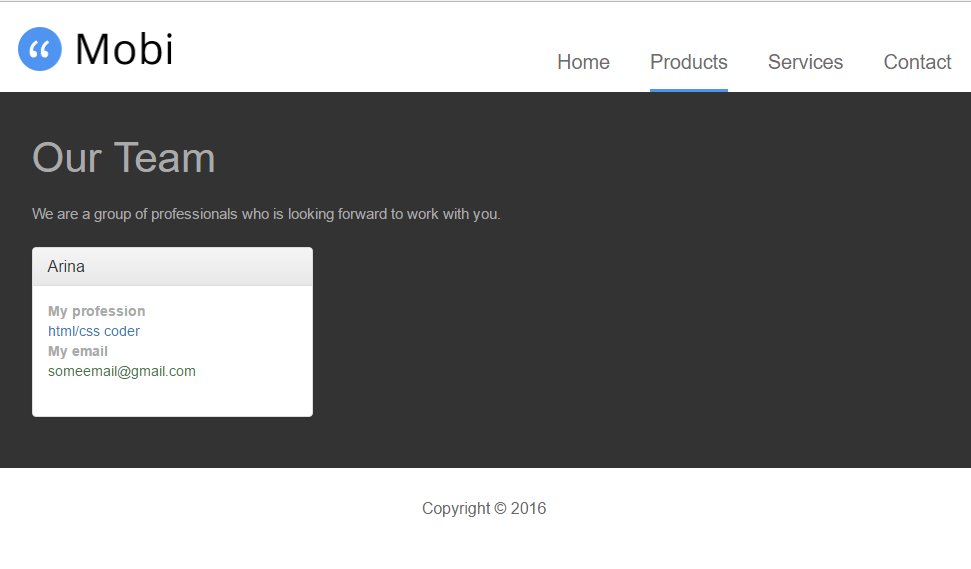 “ Mobi
Home Products Services Contact
Our Team
We are a group of professionals who is looking forward to work with you.
Arina
My profession
html/css coder
My email
someemail@gmail.com
Copyright © 2016